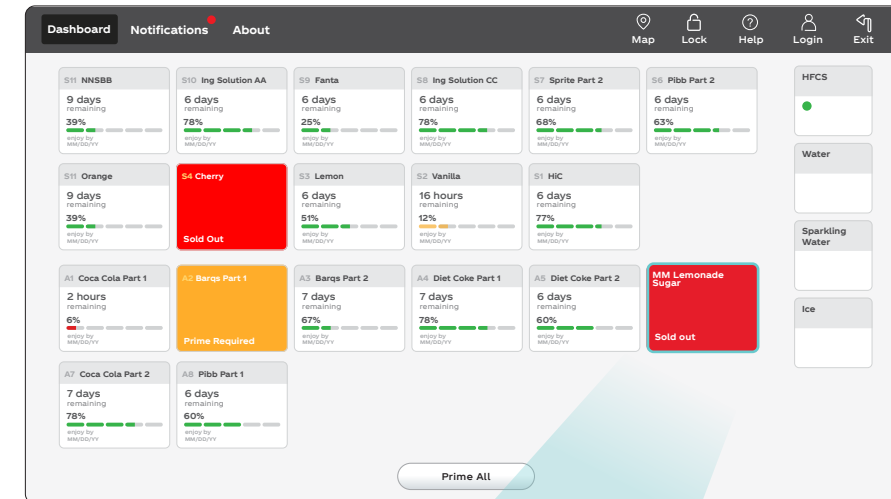 Dashboard Notifications About Map Lock Help Login Exit
S11 NNSBB
9 days
remaining
39%
enjoy by
MM/DD/YY
S10 Ing Solution AA
6 days
remaining
78%
enjoy by
MM/DD/YY
S9 Fanta
6 days
remaining
25%
enjoy by
MM/DD/YY
S8 Ing Solution CC
6 days
remaining
78%
enjoy by
MM/DD/YY
S7 Sprite Part 2
6 days
remaining
68%
enjoy by
MM/DD/YY
S6 Pibb Part 2
6 days
remaining
63%
enjoy by
MM/DD/YY
HFCS
S11 Orange
9 days
remaining
39%
enjoy by
MM/DD/YY
S4 Cherry
Sold Out
S3 Lemon
6 days
remaining
51%
enjoy by
MM/DD/YY
S2 Vanilla
16 hours
remaining
12%
enjoy by
MM/DD/YY
S1 HiC
6 days
remaining
77%
enjoy by
MM/DD/YY
Water
Sparkling
Water
A1 Coca Cola Part 1
2 hours
remaining
6%
enjoy by
MM/DD/YY
A2 Barqs Part 1
Prime Required
A3 Barqs Part 2
7 days
remaining
67%
enjoy by
MM/DD/YY
A4 Diet Coke Part 1
7 days
remaining
78%
enjoy by
MM/DD/YY
A5 Diet Coke Part 2
6 days
remaining
60%
enjoy by
MM/DD/YY
MM Lemonade
Sugar
Sold out
Ice
A7 Coca Cola Part 2
7 days
remaining
78%
enjoy by
MM/DD/YY
A8 Pibb Part 1
6 days
remaining
60%
enjoy by
MM/DD/YY
Prime All